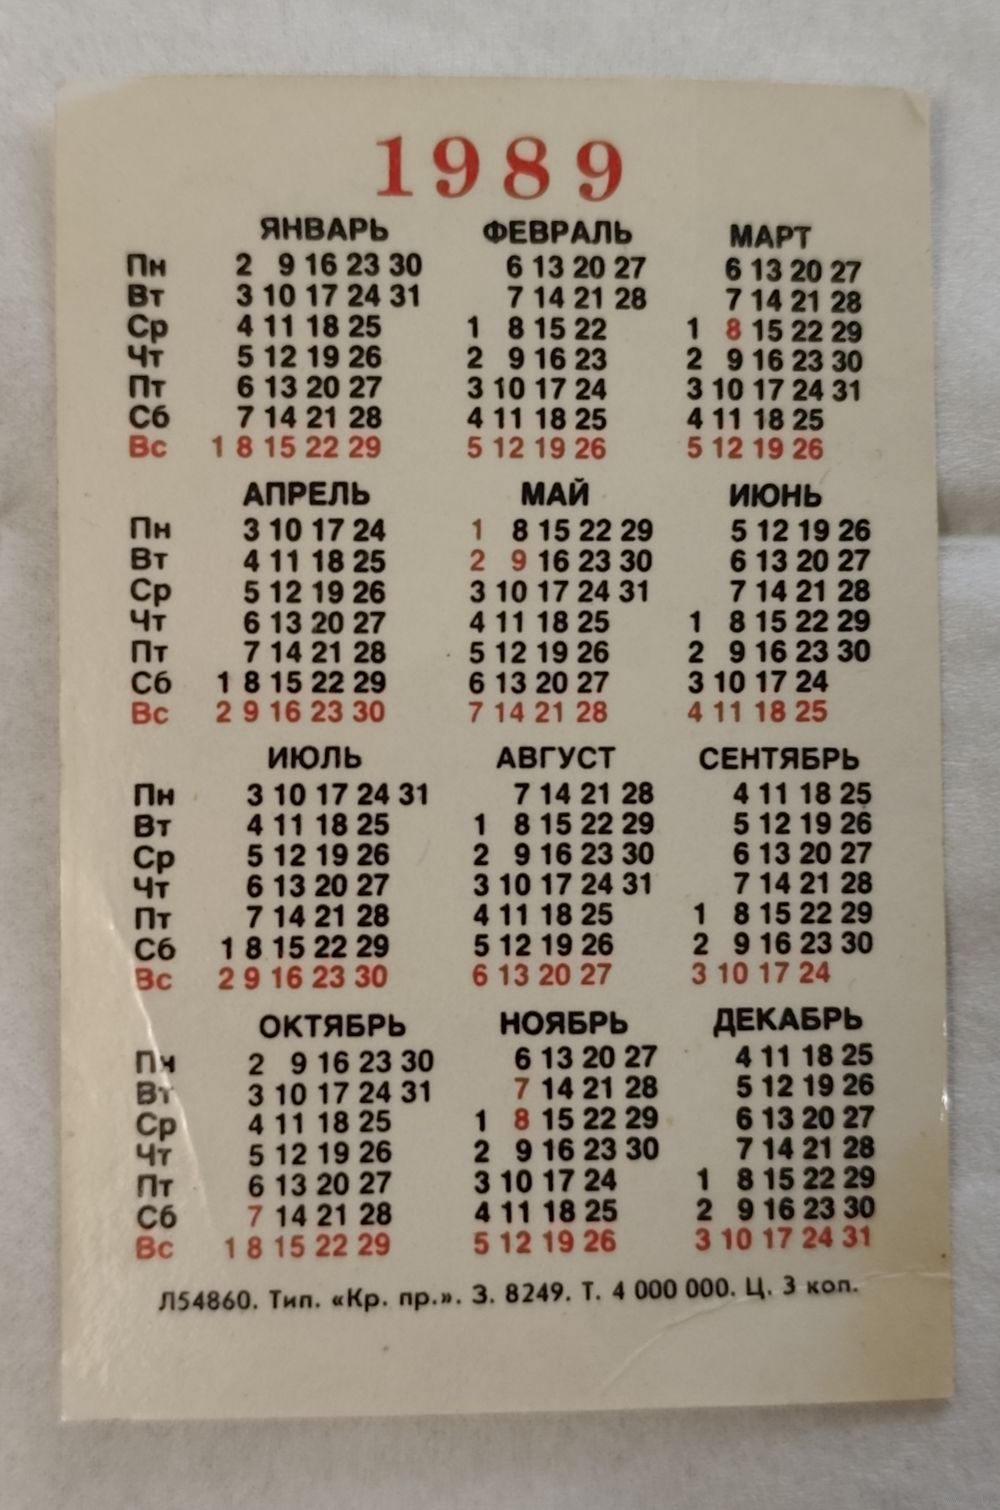 1989
ЯНВАРЬ ФЕВРАЛЬ МАРТ
Пн 2 9 16 23 30 6 13 20 27 6 13 20 27
Вт 3 10 17 24 31 7 14 21 28 7 14 21 28
Ср 4 11 18 25 1 8 15 22 1 8 15 22 29
Чт 5 12 19 26 2 9 16 23 2 9 16 23 30
Пт 6 13 20 27 3 10 17 24 3 10 17 24 31
Сб 7 14 21 28 4 11 18 25 4 11 18 25
Вс 1 8 15 22 29 5 12 19 26 5 12 19 26
АПРЕЛЬ МАЙ ИЮНЬ
Пн 3 10 17 24 1 8 15 22 29 5 12 19 26
Вт 4 11 18 25 2 9 16 23 30 6 13 20 27
Ср 5 12 19 26 3 10 17 24 31 7 14 21 28
Чт 6 13 20 27 4 11 18 25 1 8 15 22 29
Пт 7 14 21 28 5 12 19 26 2 9 16 23 30
Сб 1 8 15 22 29 6 13 20 27 3 10 17 24
Вс 2 9 16 23 30 7 14 21 28 4 11 18 25
ИЮЛЬ АВГУСТ СЕНТЯБРЬ
Пн 3 10 17 24 31 7 14 21 28 4 11 18 25
Вт 4 11 18 25 1 8 15 22 29 5 12 19 26
Ср 5 12 19 26 2 9 16 23 30 6 13 20 27
Чт 6 13 20 27 3 10 17 24 31 7 14 21 28
Пт 7 14 21 28 4 11 18 25 1 8 15 22 29
Сб 1 8 15 22 29 5 12 19 26 2 9 16 23 30
Вс 2 9 16 23 30 6 13 20 27 3 10 17 24
ОКТЯБРЬ НОЯБРЬ ДЕКАБРЬ
Пн 2 9 16 23 30 6 13 20 27 4 11 18 25
Вт 3 10 17 24 31 7 14 21 28 5 12 19 26
Ср 4 11 18 25 1 8 15 22 29 6 13 20 27
Чт 5 12 19 26 2 9 16 23 30 7 14 21 28
Пт 6 13 20 27 3 10 17 24 1 8 15 22 29
Сб 7 14 21 28 4 11 18 25 2 9 16 23 30
Вс 1 8 15 22 29 5 12 19 26 3 10 17 24 31
Л54860. Тип. «Кр. пр.». З. 8249. Т. 4 000 000. Ц. 3 коп.